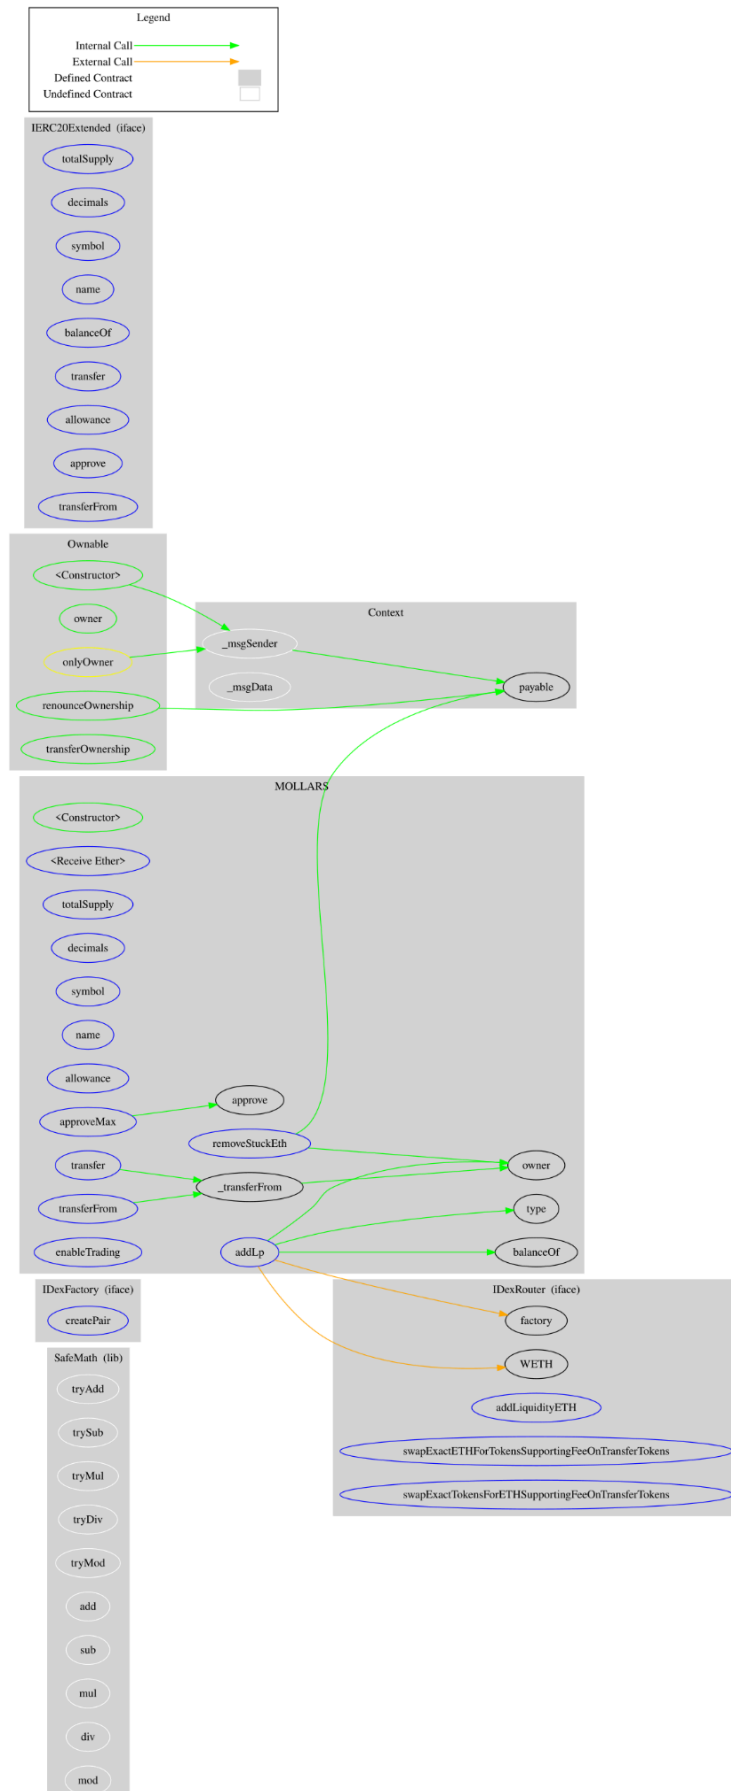 Legend
Internal Call
External Call
Defined Contract
Undefined Contract
IERC20Extended (iface)
totalSupply
decimals
symbol
name
balanceOf
transfer
allowance
approve
transferFrom
Ownable
<Constructor>
owner
onlyOwner
renounceOwnership
transferOwnership
Context
_msgSender
_msgData
payable
MOLLARS
<Constructor>
<Receive Ether>
totalSupply
decimals
symbol
name
allowance
approveMax
transfer
transferFrom
enableTrading
approve
removeStuckEth
_transferFrom
addLp
owner
type
balanceOf
IDexFactory (iface)
createPair
IDexRouter (iface)
factory
WETH
addLiquidityETH
swapExactETHForTokensSupportingFeeOnTransferTokens
swapExactTokensForETHSupportingFeeOnTransferTokens
SafeMath (lib)
tryAdd
trySub
tryMul
tryDiv
tryMod
add
sub
mul
div
mod